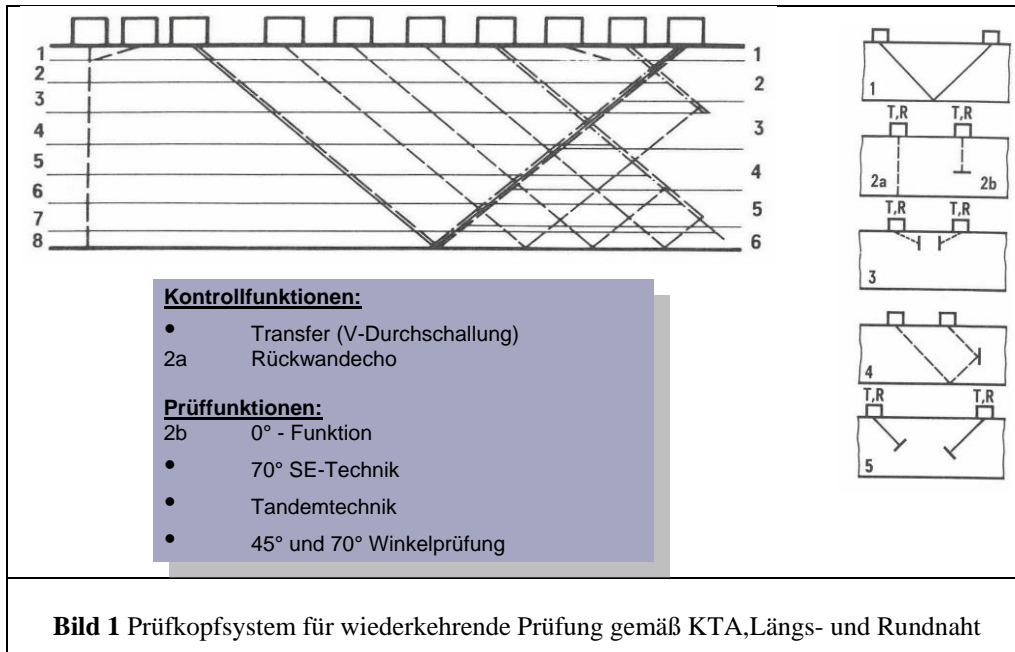 1
2
3
4
5
6
7
8
1
2
3
4
5
6
1
T,R T,R
2a 2b
T,R T,R
3
4
T,R T,R
5
Kontrollfunktionen:
• Transfer (V-Durchschallung)
2a Rückwandecho
Prüffunktionen:
2b 0° - Funktion
• 70° SE-Technik
• Tandemtechnik
• 45° und 70° Winkelprüfung
Bild 1 Prüfkopfsystem für wiederkehrende Prüfung gemäß KTA,Längs- und Rundnaht